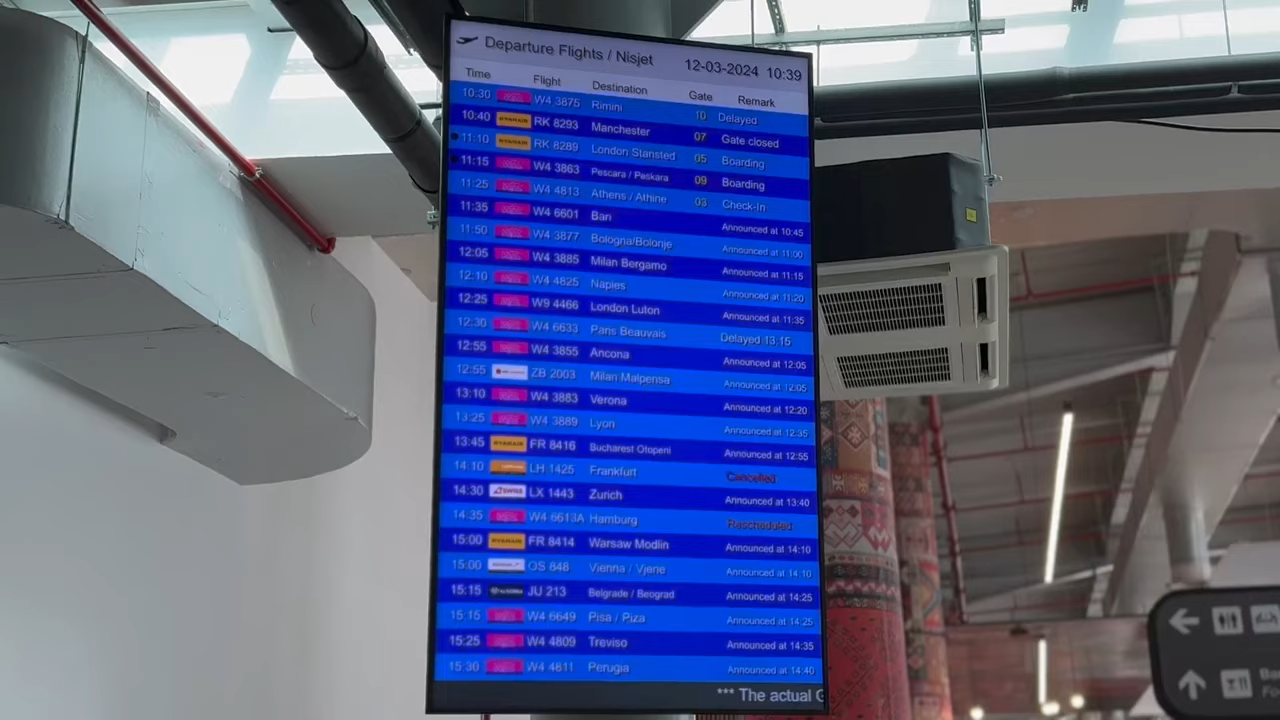 Departure Flights / Nisjet 12-03-2024 10:39
Time Flight Destination Gate Remark
10:30 W4 3875 Rimini 10 Delayed
10:40 RYANAIR RK 8293 Manchester 07 Gate closed
11:10 RYANAIR RK 8289 London Stansted 05 Boarding
11:15 W4 3863 Pescara / Peskara 09 Boarding
11:25 W4 4813 Athens / Athine 03 Check-In
11:35 W4 6601 Bari Announced at 10:45
11:50 W4 3877 Bologna/Bolonje Announced at 11:00
12:05 W4 3885 Milan Bergamo Announced at 11:15
12:10 W4 4825 Naples Announced at 11:20
12:25 W9 4466 London Luton Announced at 11:35
12:30 W4 6633 Paris Beauvais Delayed 13:15
12:55 W4 3855 Ancona Announced at 12:05
12:55 ZB 2003 Milan Malpensa Announced at 12:05
13:10 W4 3883 Verona Announced at 12:20
13:25 W4 3889 Lyon Announced at 12:35
13:45 RYANAIR FR 8416 Bucharest Otopeni Announced at 12:55
14:10 LH 1425 Frankfurt Cancelled
14:30 SWISS LX 1443 Zurich Announced at 13:40
14:35 W4 6613A Hamburg Rescheduled
15:00 RYANAIR FR 8414 Warsaw Modlin Announced at 14:10
15:00 OS 848 Vienna / Vjene Announced at 14:10
15:15 JU 213 Belgrade / Beograd Announced at 14:25
15:15 W4 6649 Pisa / Piza Announced at 14:25
15:25 W4 4809 Treviso Announced at 14:35
15:30 W4 4811 Perugia Announced at 14:40
*** The actual